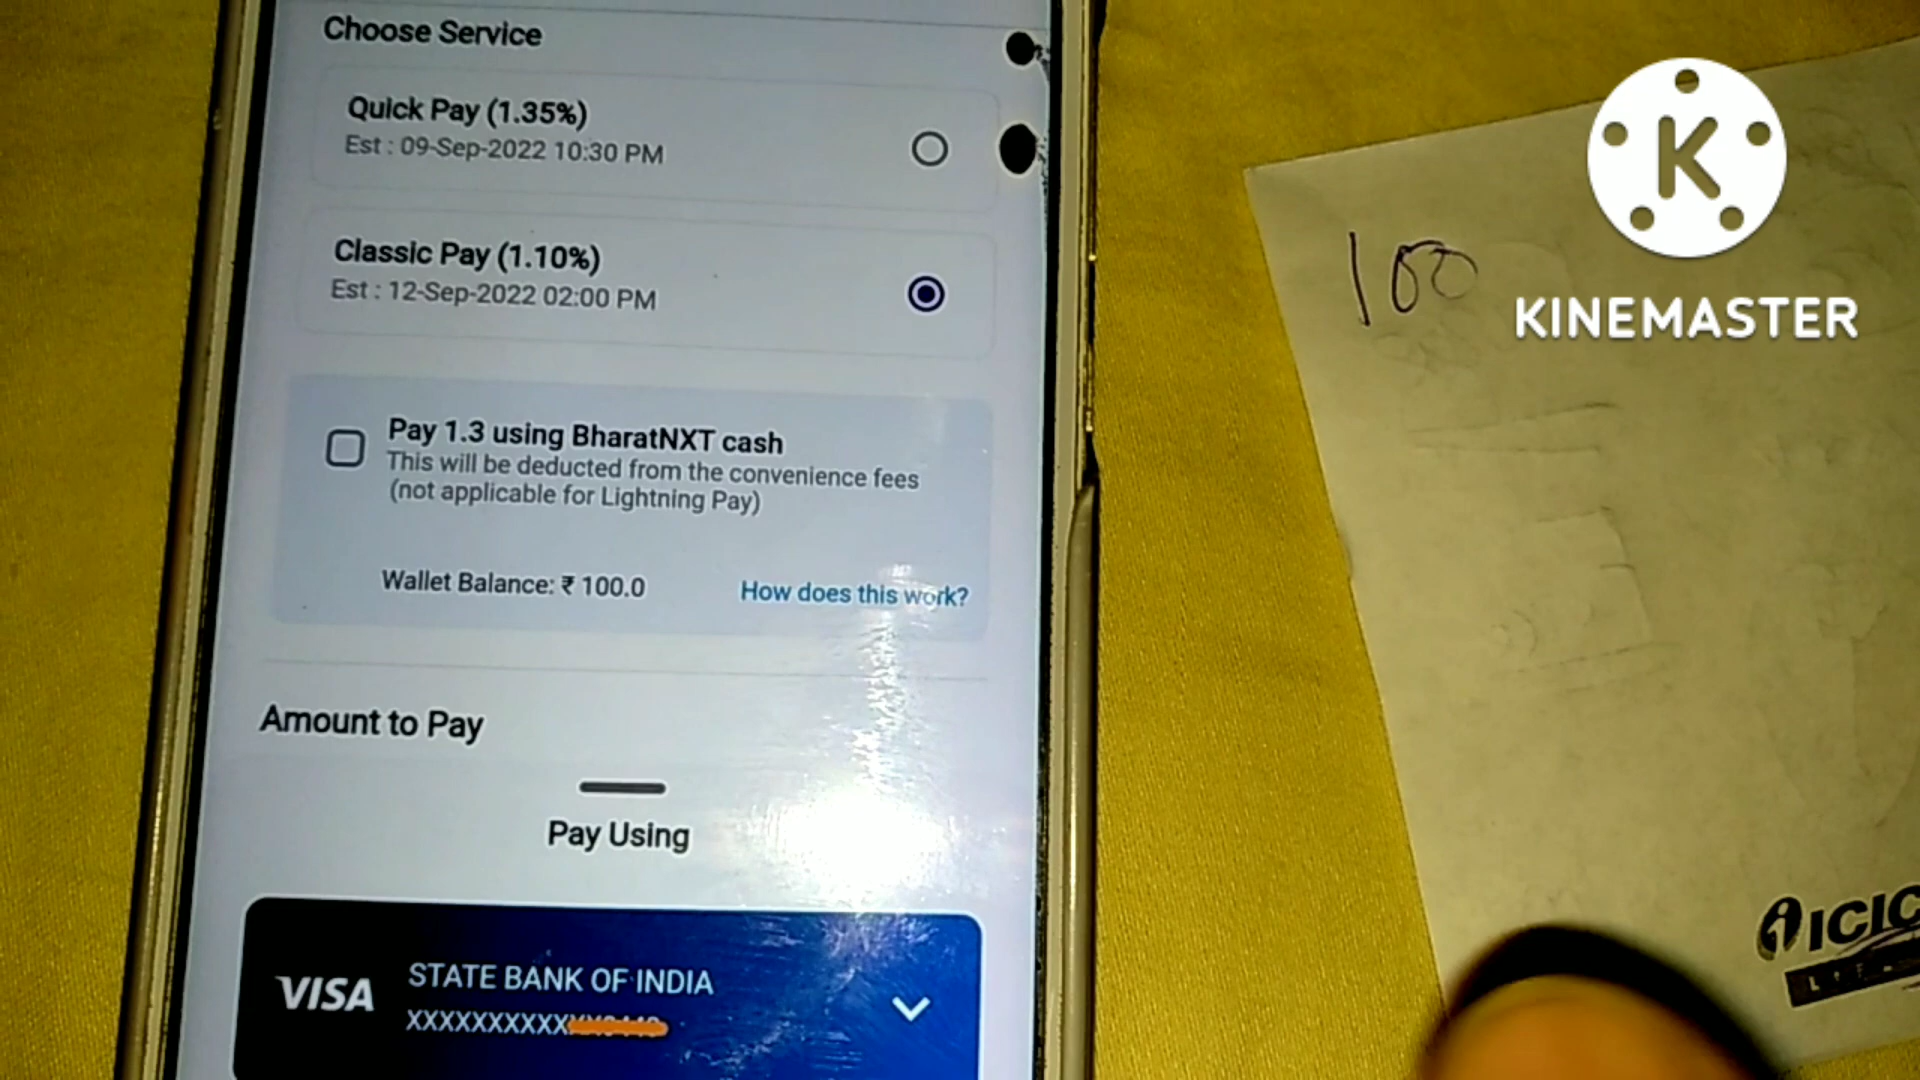 Choose Service
Quick Pay (1.35%)
Est : 09-Sep-2022 10:30 PM
Classic Pay (1.10%)
Est : 12-Sep-2022 02:00 PM
Pay 1.3 using BharatNXT cash
This will be deducted from the convenience fees
(not applicable for Lightning Pay)
Wallet Balance: ₹ 100.0
How does this work?
Amount to Pay
Pay Using
VISA
STATE BANK OF INDIA
XXXXXXXXXX
100
K
KINEMASTER
ICIC